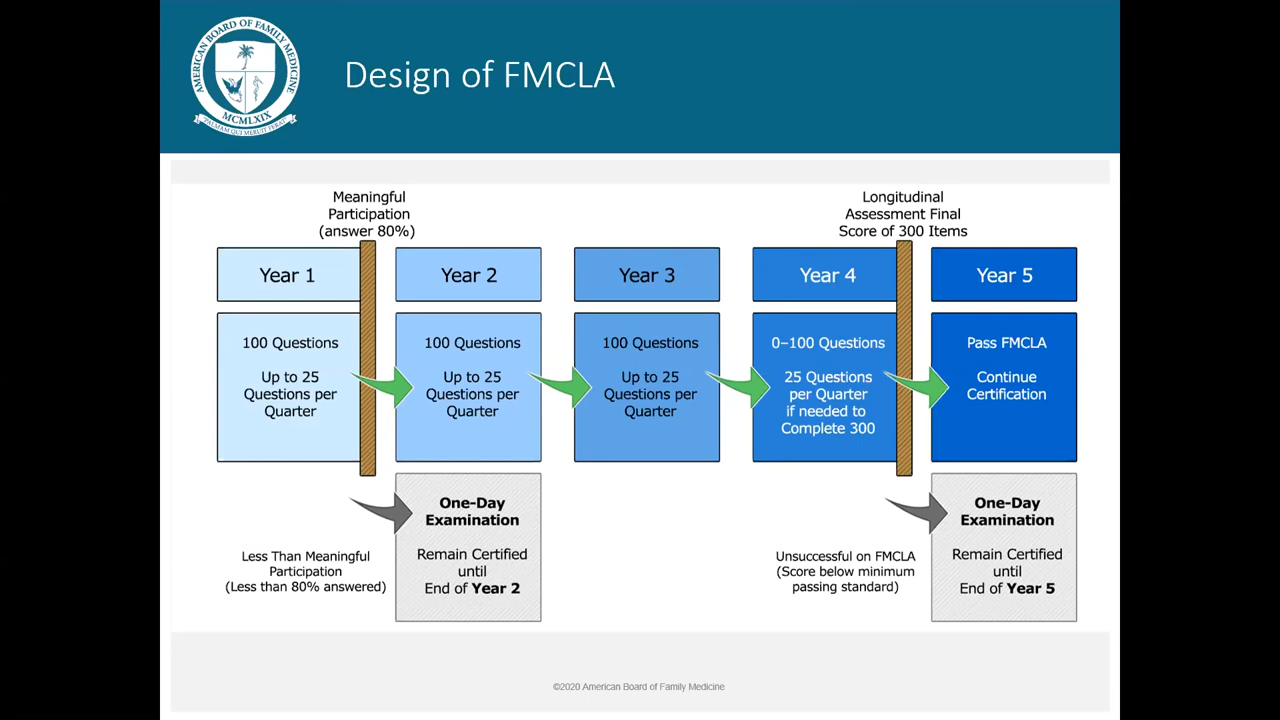 AMERICAN BOARD OF FAMILY MEDICINE
MCMLXIX
PALMAM QUI MERUIT FERAT
Design of FMCLA
Meaningful
Participation
(answer 80%)
Longitudinal
Assessment Final
Score of 300 Items
Year 1
Year 2
Year 3
Year 4
Year 5
100 Questions
Up to 25
Questions per
Quarter
100 Questions
Up to 25
Questions per
Quarter
100 Questions
Up to 25
Questions per
Quarter
0–100 Questions
25 Questions
per Quarter
if needed to
Complete 300
Pass FMCLA
Continue
Certification
Less Than Meaningful
Participation
(Less than 80% answered)
One-Day
Examination
Remain Certified
until
End of Year 2
Unsuccessful on FMCLA
(Score below minimum
passing standard)
One-Day
Examination
Remain Certified
until
End of Year 5
©2020 American Board of Family Medicine